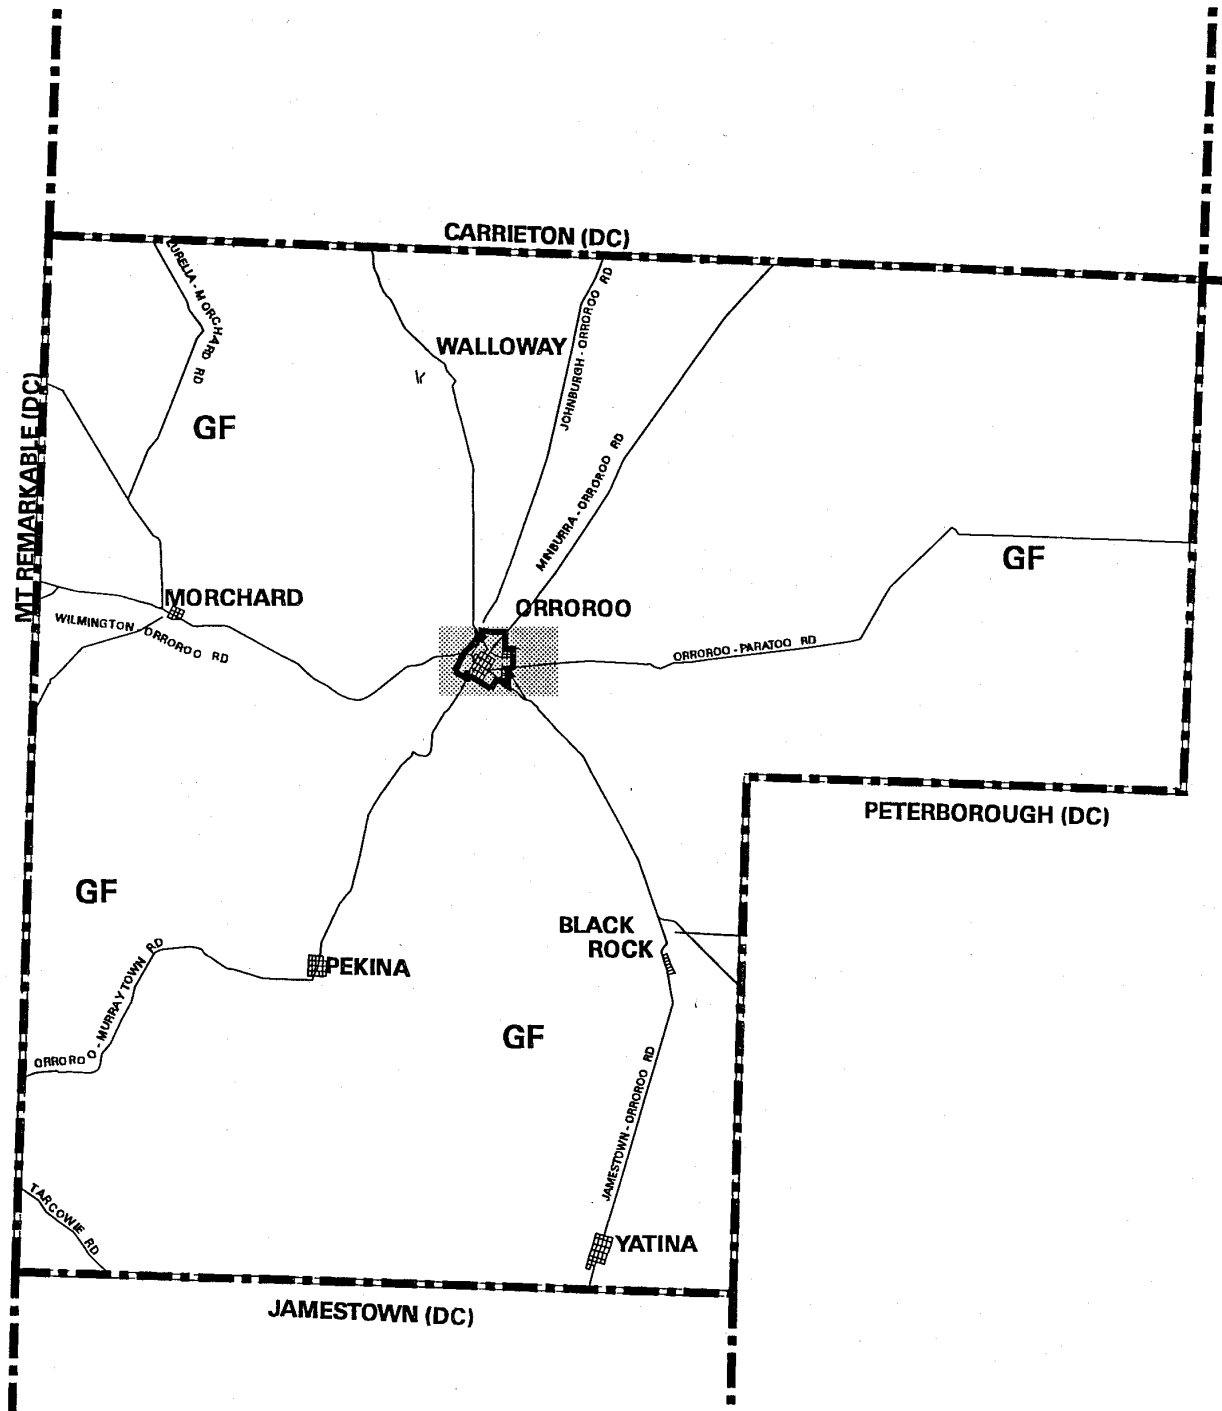 CARRIETON (DC)
EURELIA - MORCHARD RD
JOHNBURGH - ORROROO RD
WALLOWAY
MT REMARKABLE (DC)
GF
MINBURRA - ORROROO RD
GF
MORCHARD
ORROROO
WILMINGTON - ORROROO RD
ORROROO - PARATOO RD
PETERBOROUGH (DC)
GF
BLACK
ROCK
PEKINA
ORROROO - MURRAYTOWN RD
GF
JAMESTOWN - ORROROO RD
TARCOWIE RD
YATINA
JAMESTOWN (DC)